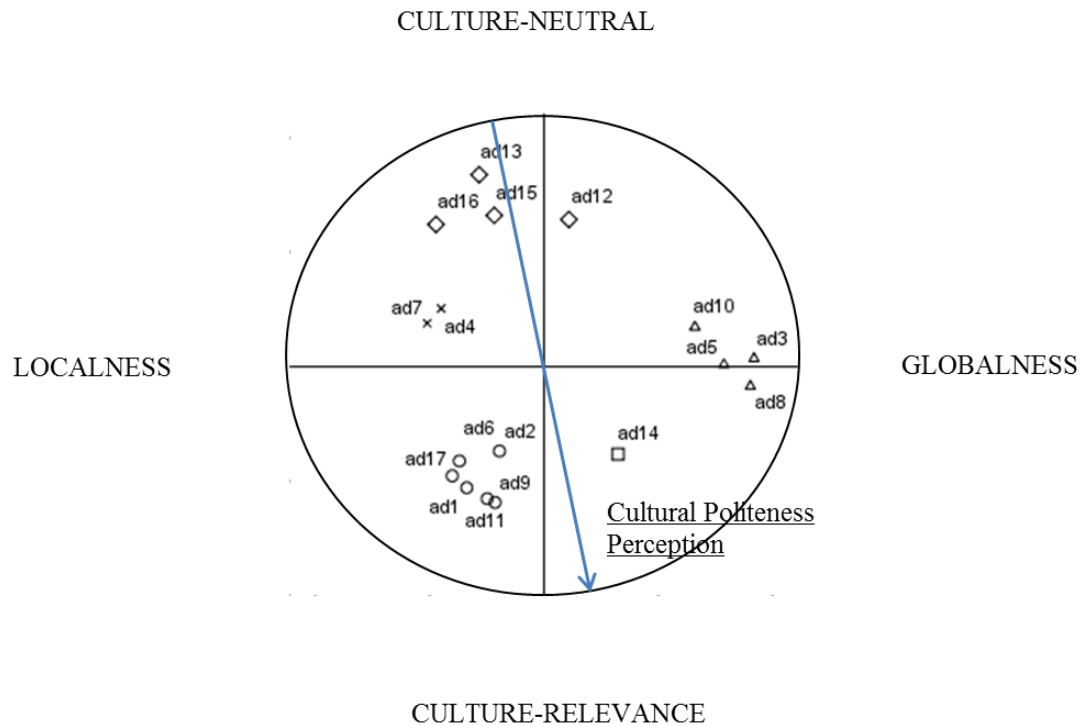 CULTURE-NEUTRAL
ad13
ad16
ad15
ad12
ad7
ad4
ad10
ad5
ad3
LOCALNESS
GLOBALNESS
ad8
ad6
ad2
ad14
ad17
ad9
ad1
ad11
Cultural Politeness
Perception
CULTURE-RELEVANCE